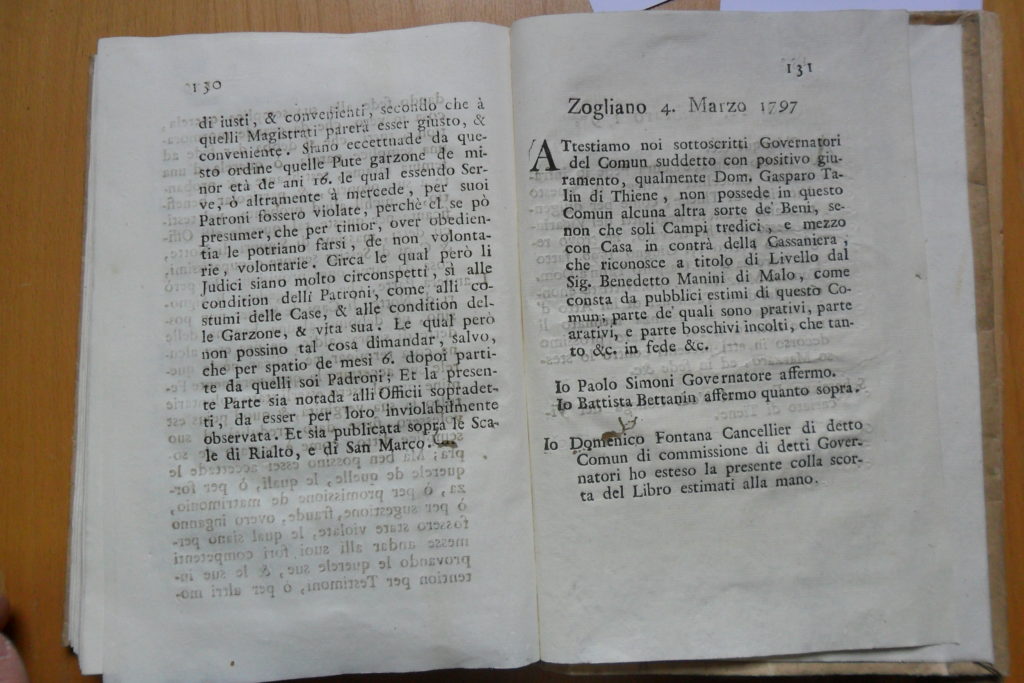 130
di iusti, & convenienti, secondo che à
quelli Magistrati parerà esser giusto, &
conveniente. Siano eccettuade da que-
sto ordine quelle Pute garzone de mi-
nor età de ani 16. le qual essendo Ser-
ve, ò altramente à mercede, per suoi
Patroni fossero violate, perchè el se pò
presumer, che per timor, over obedien-
tia le potriano farsi, de non volonta-
rie, volontarie. Circa le qual però li
Judici siano molto circonspetti, sì alle
condition delli Patroni, come alli co-
stumi delle Case, & alle condition del-
le Garzone, & vita sua. Le qual però
non possino tal cosa dimandar, salvo,
che per spatio de mesi 6. dopoi parti-
te da quelli soi Padroni; Et la presen-
te Parte sia notada alli Officii sopradet-
ti, da esser per loro inviolabilmente
observata. Et sia publicata sopra le Sca-
le di Rialto, e di San Marco.
131
Zogliano 4. Marzo 1797
ATtestiamo noi sottoscritti Governatori
del Comun suddetto con positivo giu-
ramento, qualmente Dom. Gasparo Ta-
lin di Thiene, non possede in questo
Comun alcuna altra sorte de' Beni, se-
non che soli Campi tredici, e mezzo
con Casa in contrà della Cassaniera,
che riconosce a titolo di Livello dal
Sig. Benedetto Manini di Malo, come
consta da pubblici estimi di questo Co-
mun; parte de' quali sono prativi, parte
arativi, e parte boschivi incolti, che tan-
to &c. in fede &c.
Io Paolo Simoni Governatore affermo.
Io Battista Bettanin affermo quanto sopra.
Io Domenico Fontana Cancellier di detto
Comun di commissione di detti Gover-
natori ho esteso la presente colla scor-
ta del Libro estimati alla mano.